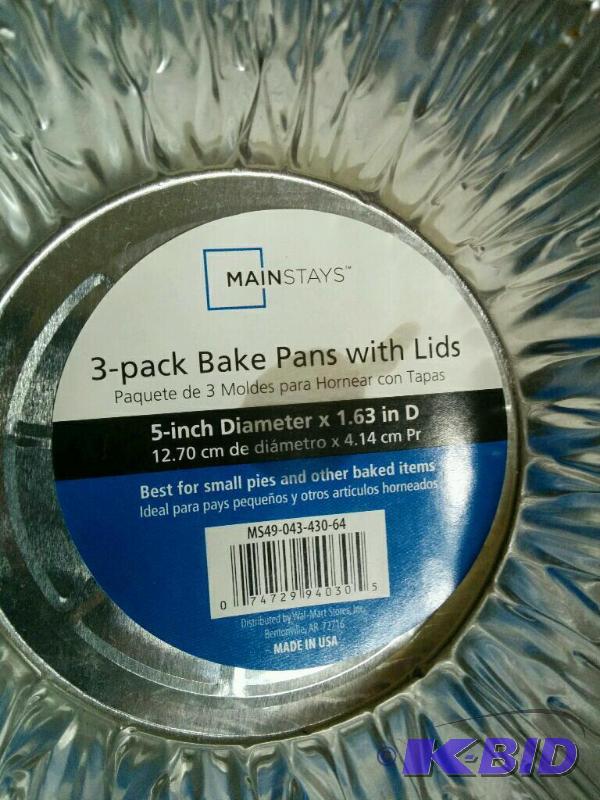 MAINSTAYS™
3-pack Bake Pans with Lids
Paquete de 3 Moldes para Hornear con Tapas
5-inch Diameter x 1.63 in D
12.70 cm de diámetro x 4.14 cm Pr
Best for small pies and other baked items
Ideal para pays pequeños y otros artículos horneados
MS49-043-430-64
0 74729 94030 5
Distributed by Wal-Mart Stores, Inc.
Bentonville, AR 72716
MADE IN USA
© K-BID